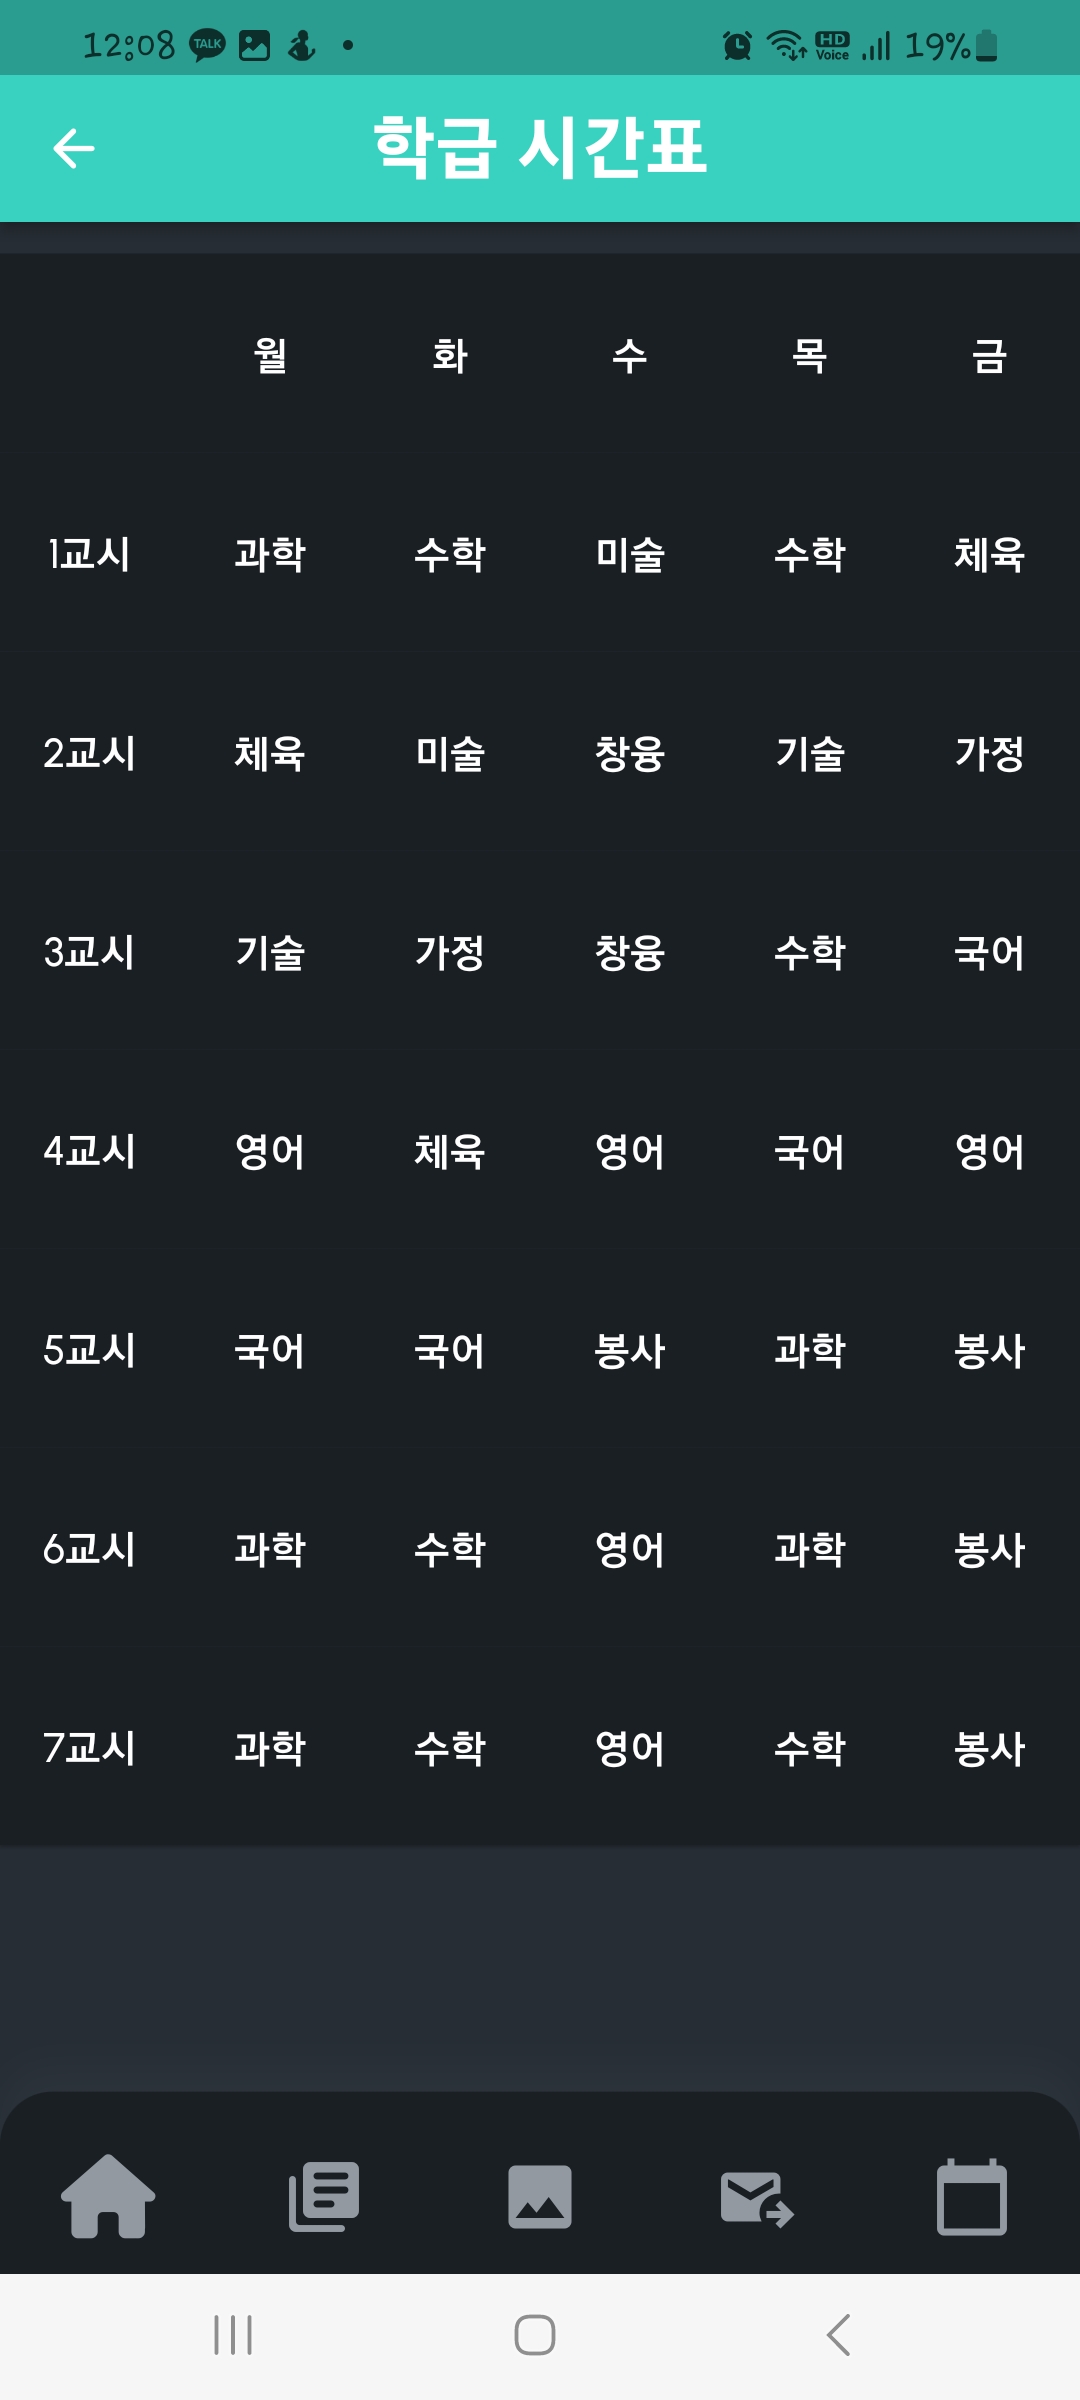 12:08 TALK HD Voice 19%
학급 시간표
월 화 수 목 금
1교시 과학 수학 미술 수학 체육
2교시 체육 미술 창융 기술 가정
3교시 기술 가정 창융 수학 국어
4교시 영어 체육 영어 국어 영어
5교시 국어 국어 봉사 과학 봉사
6교시 과학 수학 영어 과학 봉사
7교시 과학 수학 영어 수학 봉사